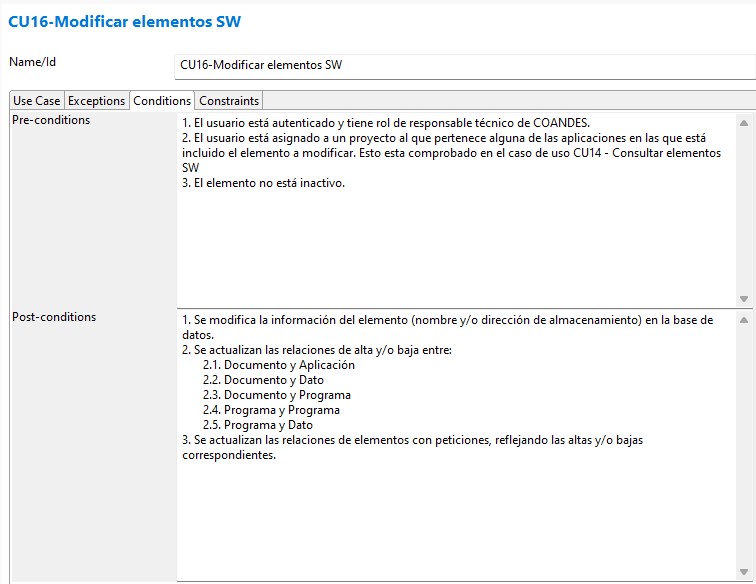 CU16-Modificar elementos SW
Name/Id
CU16-Modificar elementos SW
Use Case
Exceptions
Conditions
Constraints
Pre-conditions
1. El usuario está autenticado y tiene rol de responsable técnico de COANDES.
2. El usuario está asignado a un proyecto al que pertenece alguna de las aplicaciones en las que está
incluido el elemento a modificar. Esto esta comprobado en el caso de uso CU14 - Consultar elementos
SW
3. El elemento no está inactivo.
Post-conditions
1. Se modifica la información del elemento (nombre y/o dirección de almacenamiento) en la base de
datos.
2. Se actualizan las relaciones de alta y/o baja entre:
2.1. Documento y Aplicación
2.2. Documento y Dato
2.3. Documento y Programa
2.4. Programa y Programa
2.5. Programa y Dato
3. Se actualizan las relaciones de elementos con peticiones, reflejando las altas y/o bajas
correspondientes.